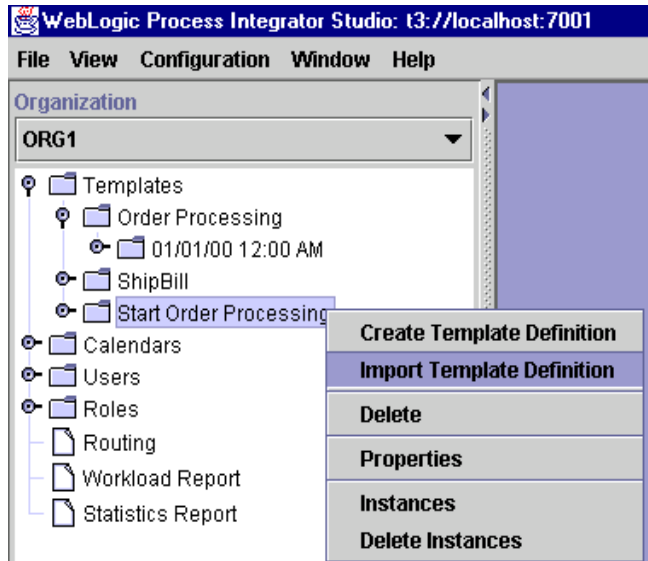 WebLogic Process Integrator Studio: t3://localhost:7001
File View Configuration Window Help
Organization
ORG1
Templates
Order Processing
01/01/00 12:00 AM
ShipBill
Start Order Processing
Create Template Definition
Import Template Definition
Delete
Properties
Instances
Delete Instances
Calendars
Users
Roles
Routing
Workload Report
Statistics Report